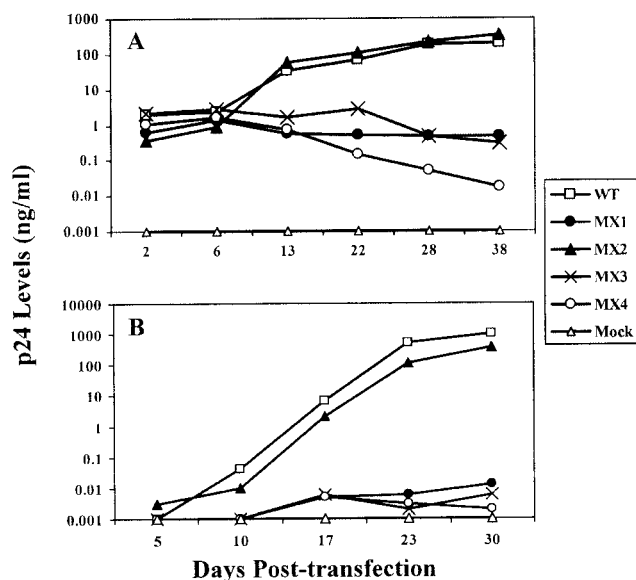 A
1000
100
10
1
0.1
0.01
0.001
2 6 13 22 28 38
B
10000
1000
100
10
1
0.1
0.01
0.001
5 10 17 23 30
p24 Levels (ng/ml)
Days Post-transfection
WT
MX1
MX2
MX3
MX4
Mock